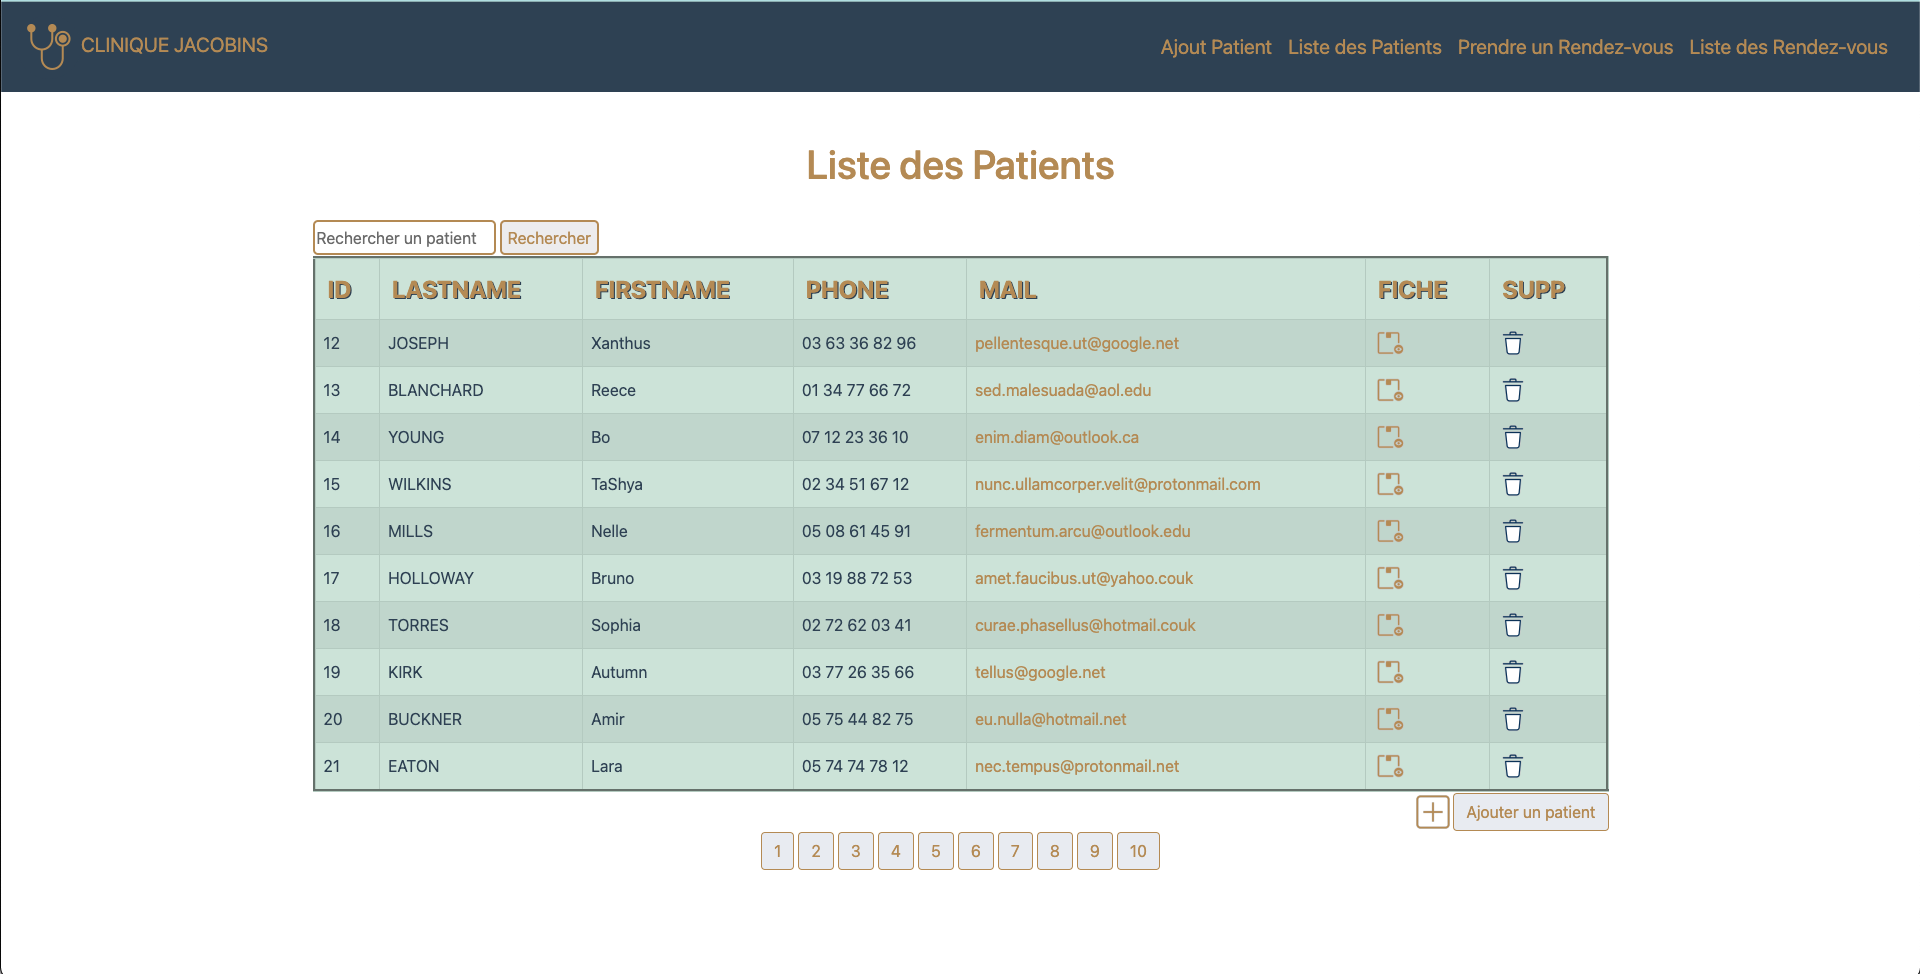 CLINIQUE JACOBINS
Ajout Patient Liste des Patients Prendre un Rendez-vous Liste des Rendez-vous
Liste des Patients
Rechercher un patient Rechercher
ID LASTNAME FIRSTNAME PHONE MAIL FICHE SUPP
12 JOSEPH Xanthus 03 63 36 82 96 pellentesque.ut@google.net
13 BLANCHARD Reece 01 34 77 66 72 sed.malesuada@aol.edu
14 YOUNG Bo 07 12 23 36 10 enim.diam@outlook.ca
15 WILKINS TaShya 02 34 51 67 12 nunc.ullamcorper.velit@protonmail.com
16 MILLS Nelle 05 08 61 45 91 fermentum.arcu@outlook.edu
17 HOLLOWAY Bruno 03 19 88 72 53 amet.faucibus.ut@yahoo.couk
18 TORRES Sophia 02 72 62 03 41 curae.phasellus@hotmail.couk
19 KIRK Autumn 03 77 26 35 66 tellus@google.net
20 BUCKNER Amir 05 75 44 82 75 eu.nulla@hotmail.net
21 EATON Lara 05 74 74 78 12 nec.tempus@protonmail.net
Ajouter un patient
1 2 3 4 5 6 7 8 9 10